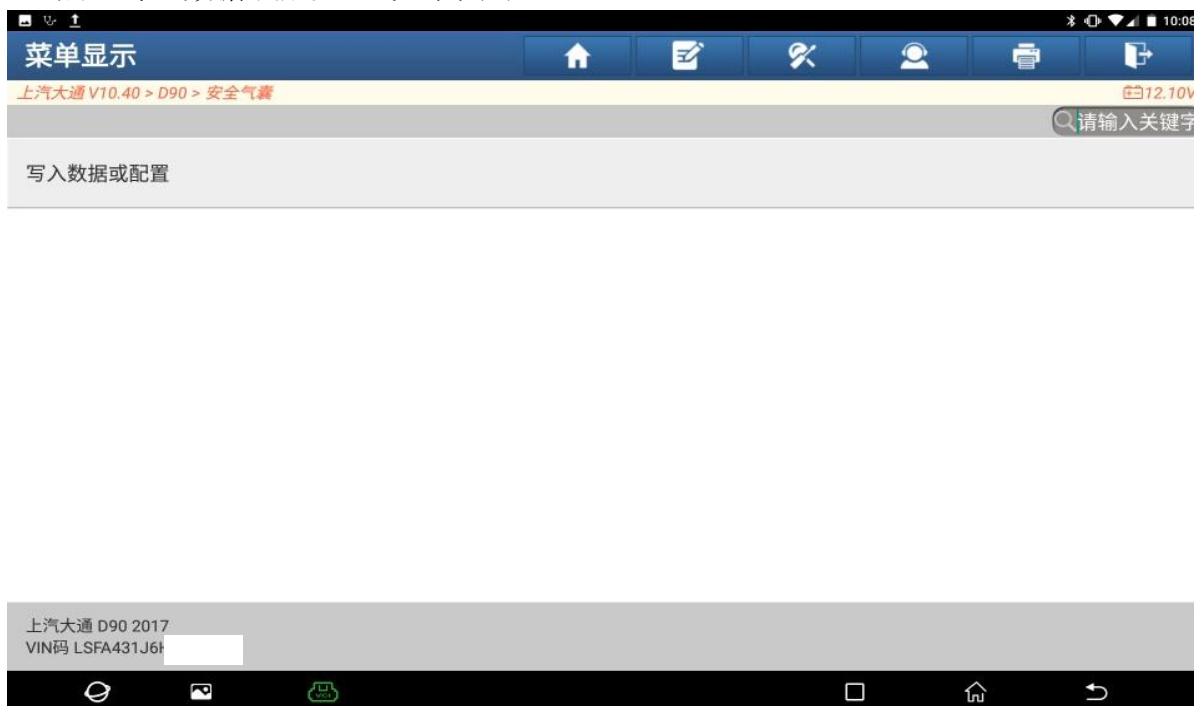 10:08
菜单显示
上汽大通 V10.40 > D90 > 安全气囊
12.10V
请输入关键字
写入数据或配置
上汽大通 D90 2017
VIN码 LSFA431J6H
VCI